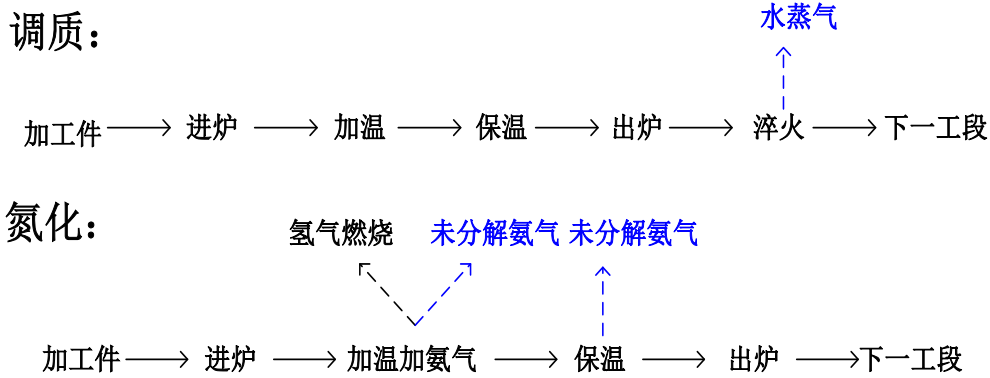 调质：
水蒸气
加工件 进炉 加温 保温 出炉 淬火 下一工段
氮化：
氢气燃烧 未分解氨气 未分解氨气
加工件 进炉 加温加氨气 保温 出炉 下一工段